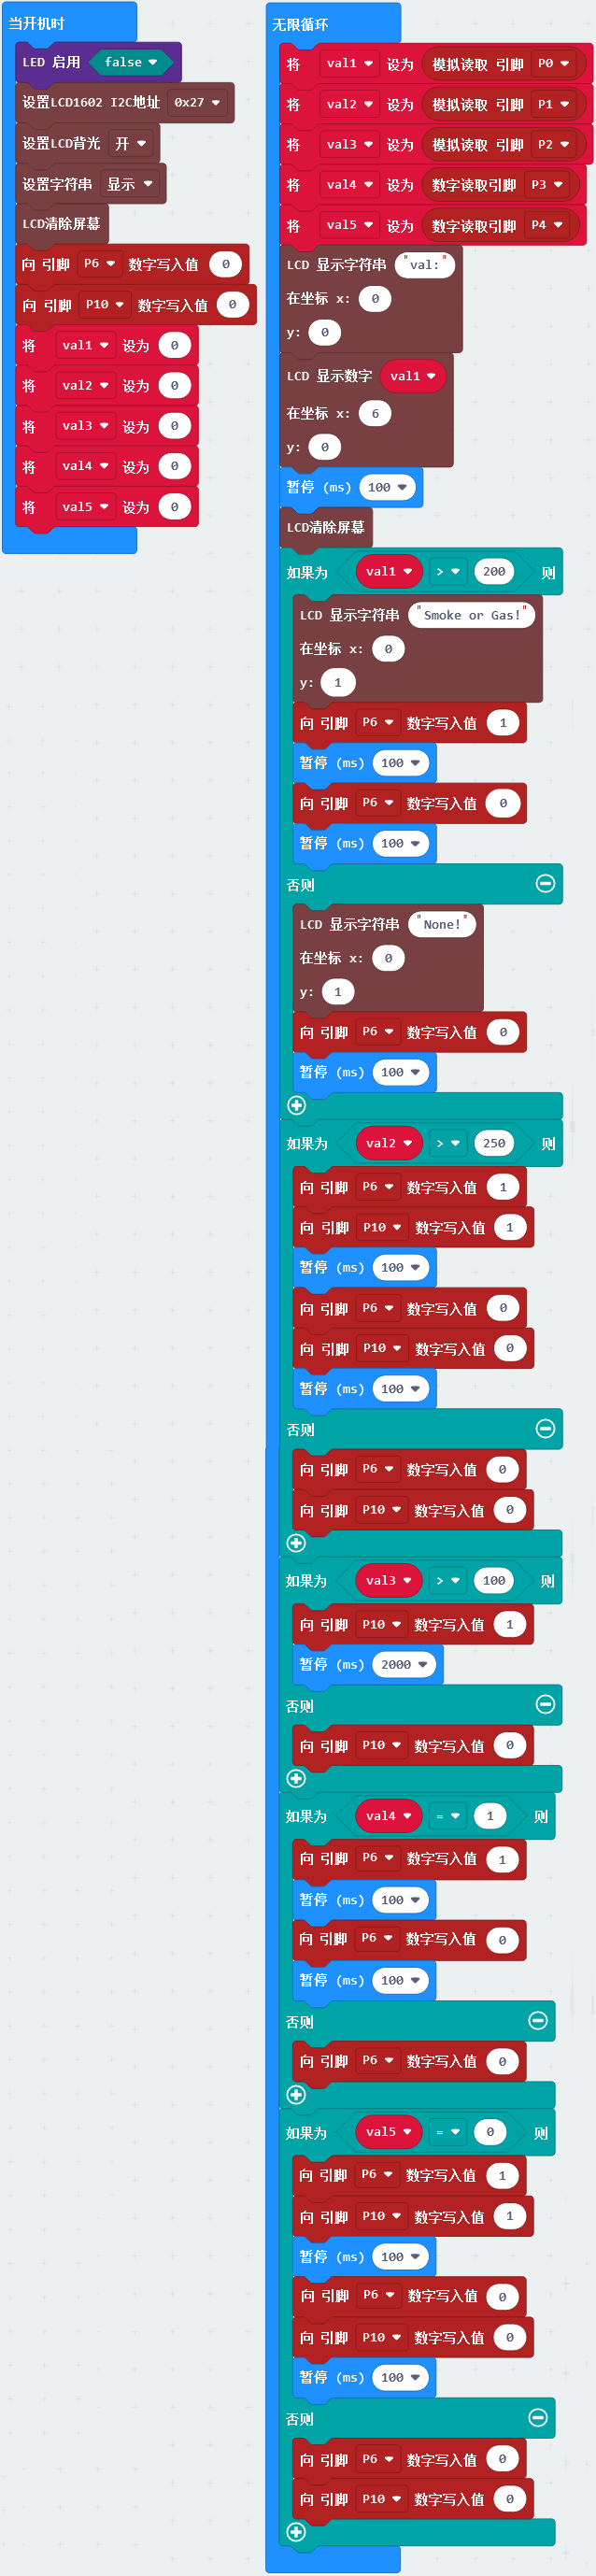 当开机时
LED 启用 false
设置LCD1602 I2C地址 0x27
设置LCD背光 开
设置字符串 显示
LCD清除屏幕
向 引脚 P6 数字写入值 0
向 引脚 P10 数字写入值 0
将 val1 设为 0
将 val2 设为 0
将 val3 设为 0
将 val4 设为 0
将 val5 设为 0
无限循环
将 val1 设为 模拟读取 引脚 P0
将 val2 设为 模拟读取 引脚 P1
将 val3 设为 模拟读取 引脚 P2
将 val4 设为 数字读取引脚 P3
将 val5 设为 数字读取引脚 P4
LCD 显示字符串 "val:"
在坐标 x: 0
y: 0
LCD 显示数字 val1
在坐标 x: 6
y: 0
暂停 (ms) 100
LCD清除屏幕
如果为 val1 > 200 则
LCD 显示字符串 "Smoke or Gas!"
在坐标 x: 0
y: 1
向 引脚 P6 数字写入值 1
暂停 (ms) 100
向 引脚 P6 数字写入值 0
暂停 (ms) 100
否则
LCD 显示字符串 "None!"
在坐标 x: 0
y: 1
向 引脚 P6 数字写入值 0
暂停 (ms) 100
如果为 val2 > 250 则
向 引脚 P6 数字写入值 1
向 引脚 P10 数字写入值 1
暂停 (ms) 100
向 引脚 P6 数字写入值 0
向 引脚 P10 数字写入值 0
暂停 (ms) 100
否则
向 引脚 P6 数字写入值 0
向 引脚 P10 数字写入值 0
如果为 val3 > 100 则
向 引脚 P10 数字写入值 1
暂停 (ms) 2000
否则
向 引脚 P10 数字写入值 0
如果为 val4 = 1 则
向 引脚 P6 数字写入值 1
暂停 (ms) 100
向 引脚 P6 数字写入值 0
暂停 (ms) 100
否则
向 引脚 P6 数字写入值 0
如果为 val5 = 0 则
向 引脚 P6 数字写入值 1
向 引脚 P10 数字写入值 1
暂停 (ms) 100
向 引脚 P6 数字写入值 0
向 引脚 P10 数字写入值 0
暂停 (ms) 100
否则
向 引脚 P6 数字写入值 0
向 引脚 P10 数字写入值 0